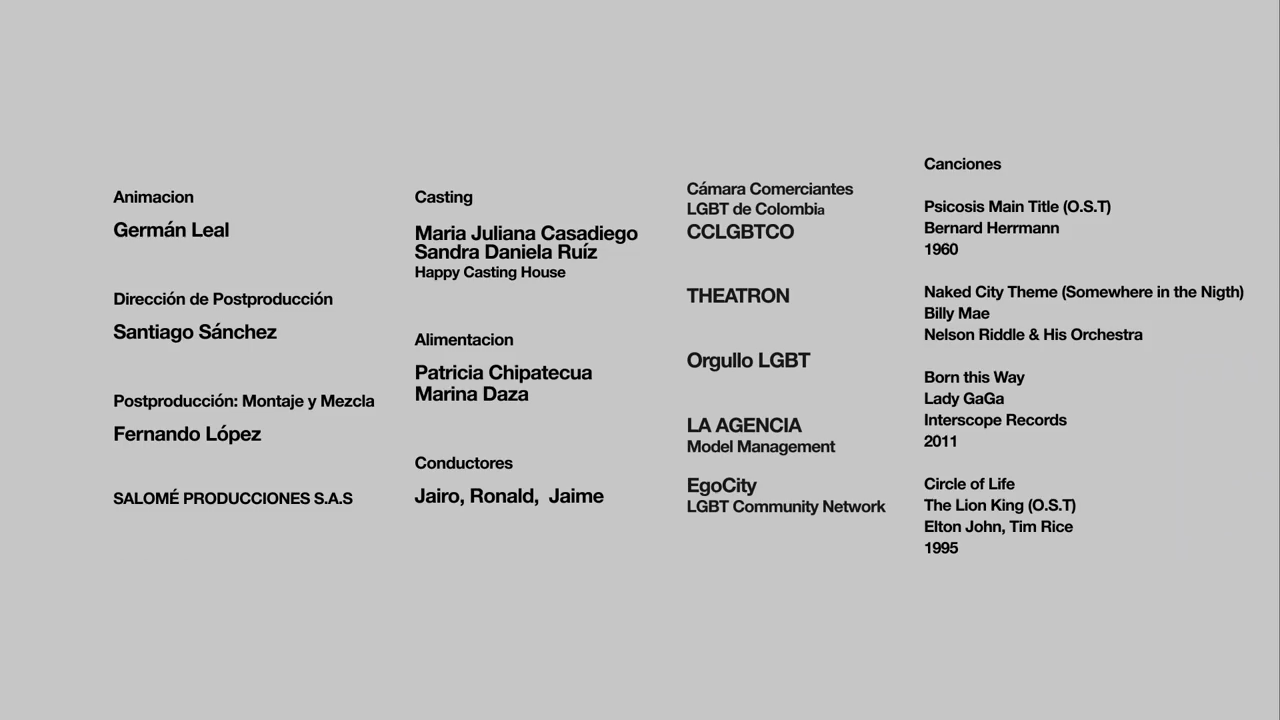 Animacion
Germán Leal
Dirección de Postproducción
Santiago Sánchez
Postproducción: Montaje y Mezcla
Fernando López
SALOMÉ PRODUCCIONES S.A.S
Casting
Maria Juliana Casadiego
Sandra Daniela Ruíz
Happy Casting House
Alimentacion
Patricia Chipatecua
Marina Daza
Conductores
Jairo, Ronald, Jaime
Cámara Comerciantes
LGBT de Colombia
CCLGBTCO
THEATRON
Orgullo LGBT
LA AGENCIA
Model Management
EgoCity
LGBT Community Network
Canciones
Psicosis Main Title (O.S.T)
Bernard Herrmann
1960
Naked City Theme (Somewhere in the Nigth)
Billy Mae
Nelson Riddle & His Orchestra
Born this Way
Lady GaGa
Interscope Records
2011
Circle of Life
The Lion King (O.S.T)
Elton John, Tim Rice
1995